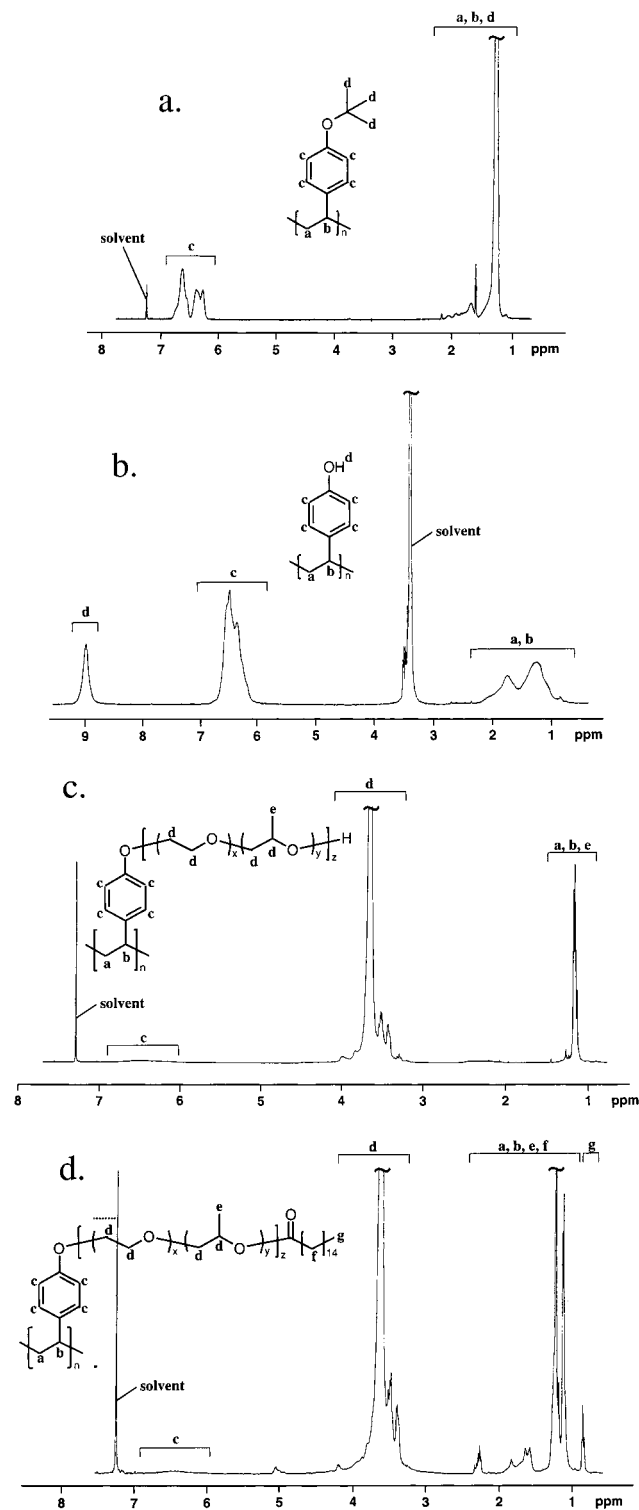 a, b, d
a.
d
d
O
d
c c
c c
solvent
c
a b n
8 7 6 5 4 3 2 1 ppm
b.
OH d
c c
c c
solvent
a b n
c
d
a, b
9 8 7 6 5 4 3 2 1 ppm
c.
d
e
a, b, e
O d O x d d O y z H
c c
c c
a b n
solvent
c
8 7 6 5 4 3 2 1 ppm
d.
d
a, b, e, f g
e
O d d O x d d O y z O f 14 g
c c
c c
a b n .
solvent
c
8 7 6 5 4 3 2 1 ppm